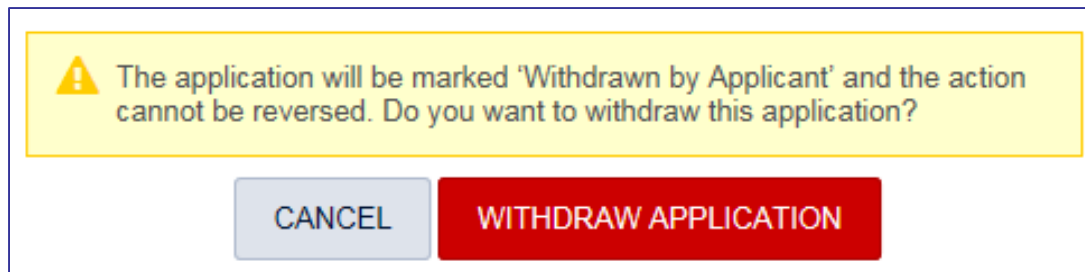 The application will be marked ‘Withdrawn by Applicant’ and the action
cannot be reversed. Do you want to withdraw this application?
CANCEL
WITHDRAW APPLICATION